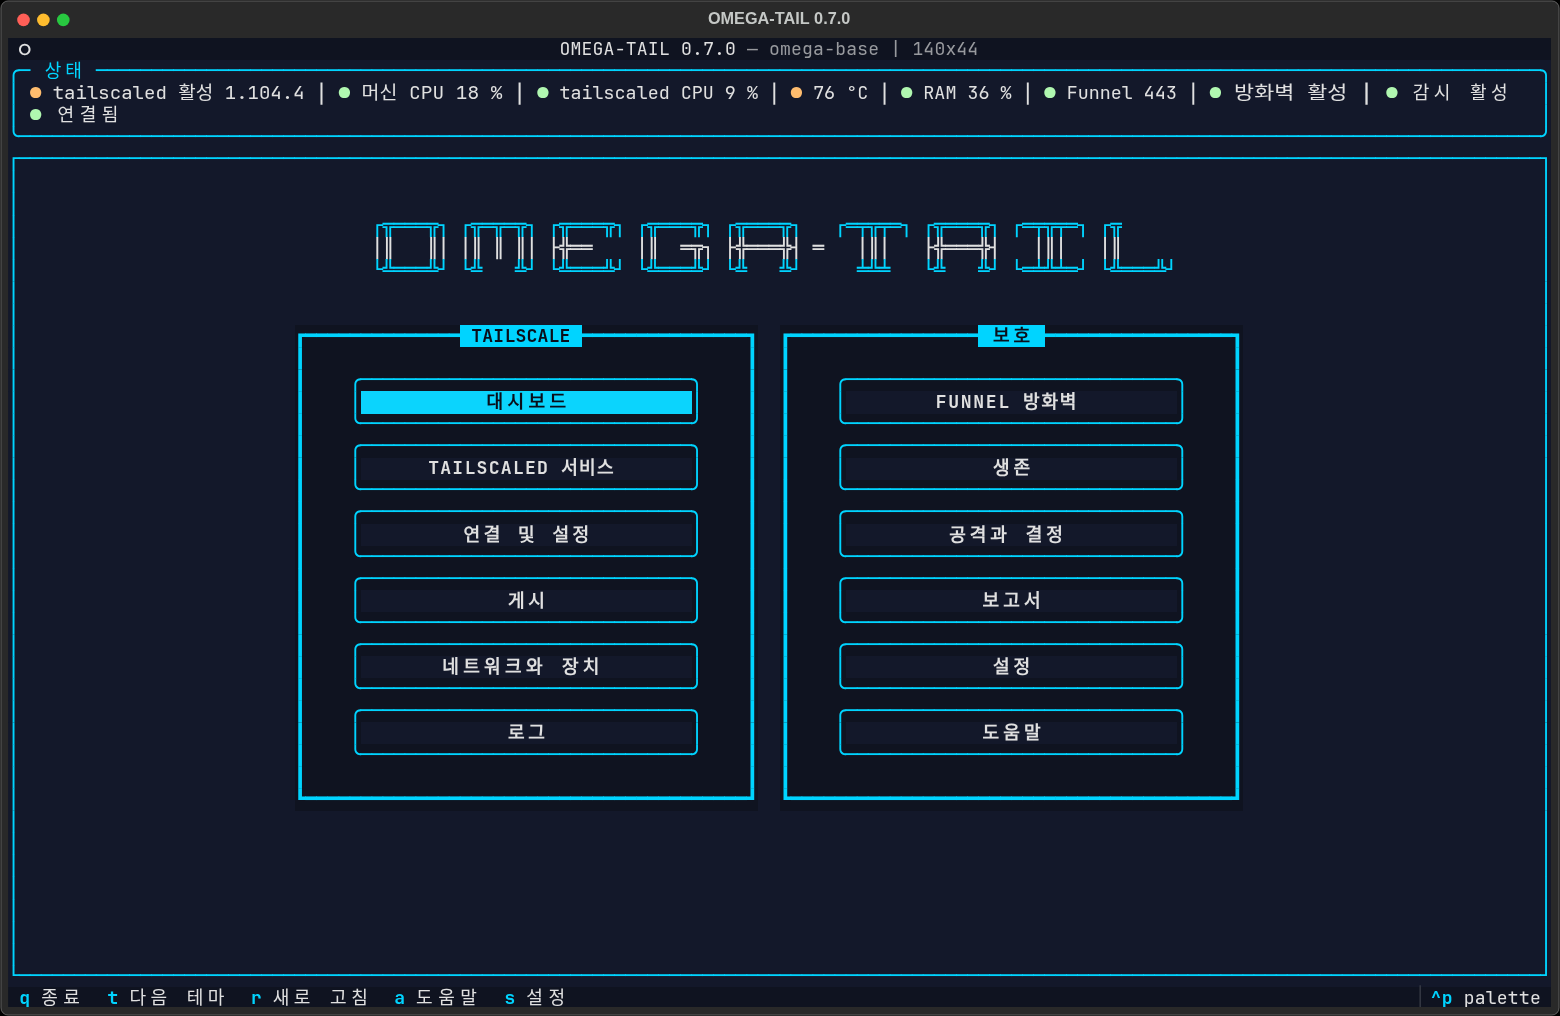 OMEGA-TAIL 0.7.0
OMEGA-TAIL 0.7.0 — omega-base | 140x44
상태
tailscaled 활성 1.104.4 | 머신 CPU 18 % | tailscaled CPU 9 % | 76 °C | RAM 36 % | Funnel 443 | 방화벽 활성 | 감시 활성
연결됨
OMEGA-TAIL
TAILSCALE
대시보드
TAILSCALED 서비스
연결 및 설정
게시
네트워크와 장치
로그
보호
FUNNEL 방화벽
생존
공격과 결정
보고서
설정
도움말
q 종료 t 다음 테마 r 새로 고침 a 도움말 s 설정 ^p palette